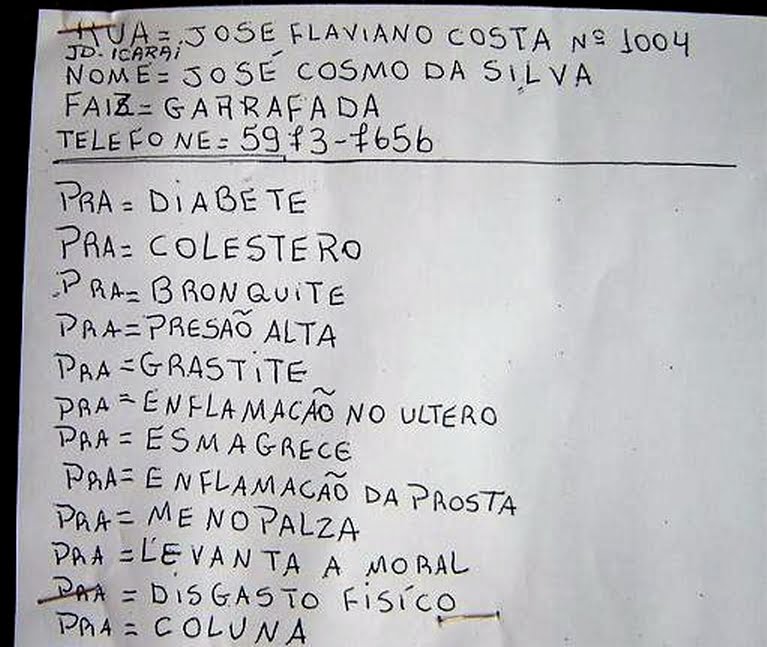 RUA = JOSE FLAVIANO COSTA Nº 1004
JD. ICARAI
NOME = JOSÉ COSMO DA SILVA
FAIZ = GARRAFADA
TELEFONE = 5973-7656
PRA = DIABETE
PRA = COLESTERO
PRA = BRONQUITE
PRA = PRESÃO ALTA
PRA = GRASTITE
PRA = ENFLAMACÃO NO ULTERO
PRA = ESMAGRECE
PRA = ENFLAMACÃO DA PROSTA
PRA = MENOPALZA
PRA = LEVANTA A MORAL
PRA = DISGASTO FISÍCO
PRA = COLUNA